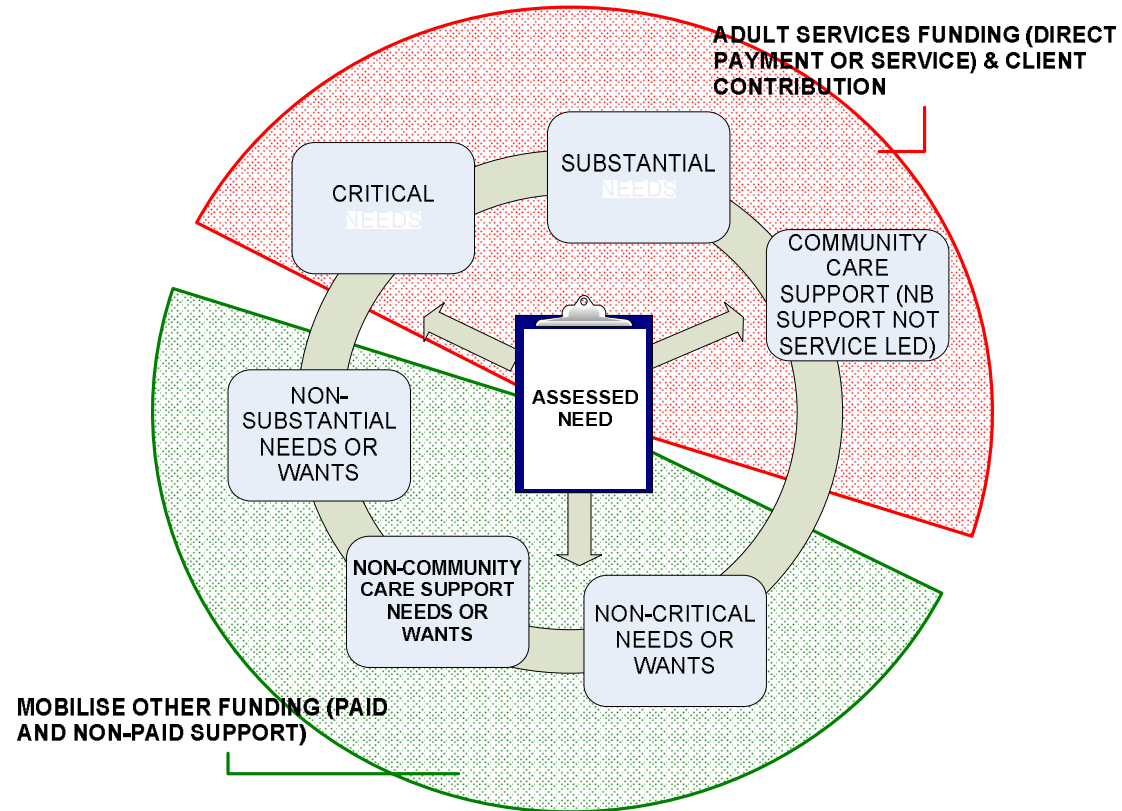 ADULT SERVICES FUNDING (DIRECT
PAYMENT OR SERVICE) & CLIENT
CONTRIBUTION
SUBSTANTIAL
NEEDS
CRITICAL
NEEDS
COMMUNITY
CARE
SUPPORT (NB
SUPPORT NOT
SERVICE LED)
ASSESSED
NEED
NON-
SUBSTANTIAL
NEEDS OR
WANTS
NON-COMMUNITY
CARE SUPPORT
NEEDS OR
WANTS
NON-CRITICAL
NEEDS OR
WANTS
MOBILISE OTHER FUNDING (PAID
AND NON-PAID SUPPORT)